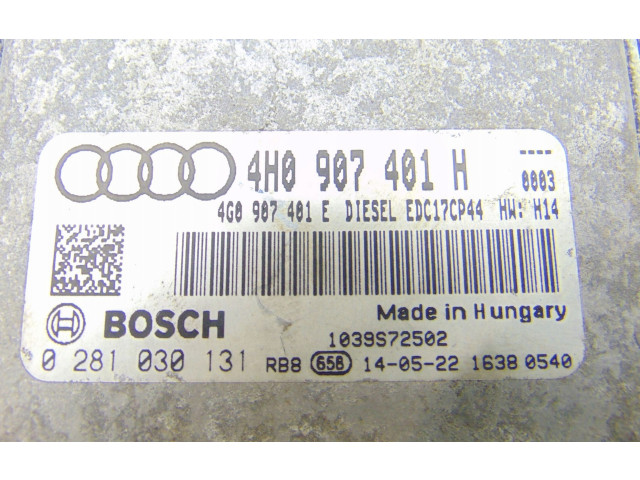 4H0 907 401 H
----
0003
4G0 907 401 E DIESEL EDC17CP44 HW: H14
BOSCH
Made in Hungary
1039S72502
0 281 030 131 RB8 658 14-05-22 1638 0540